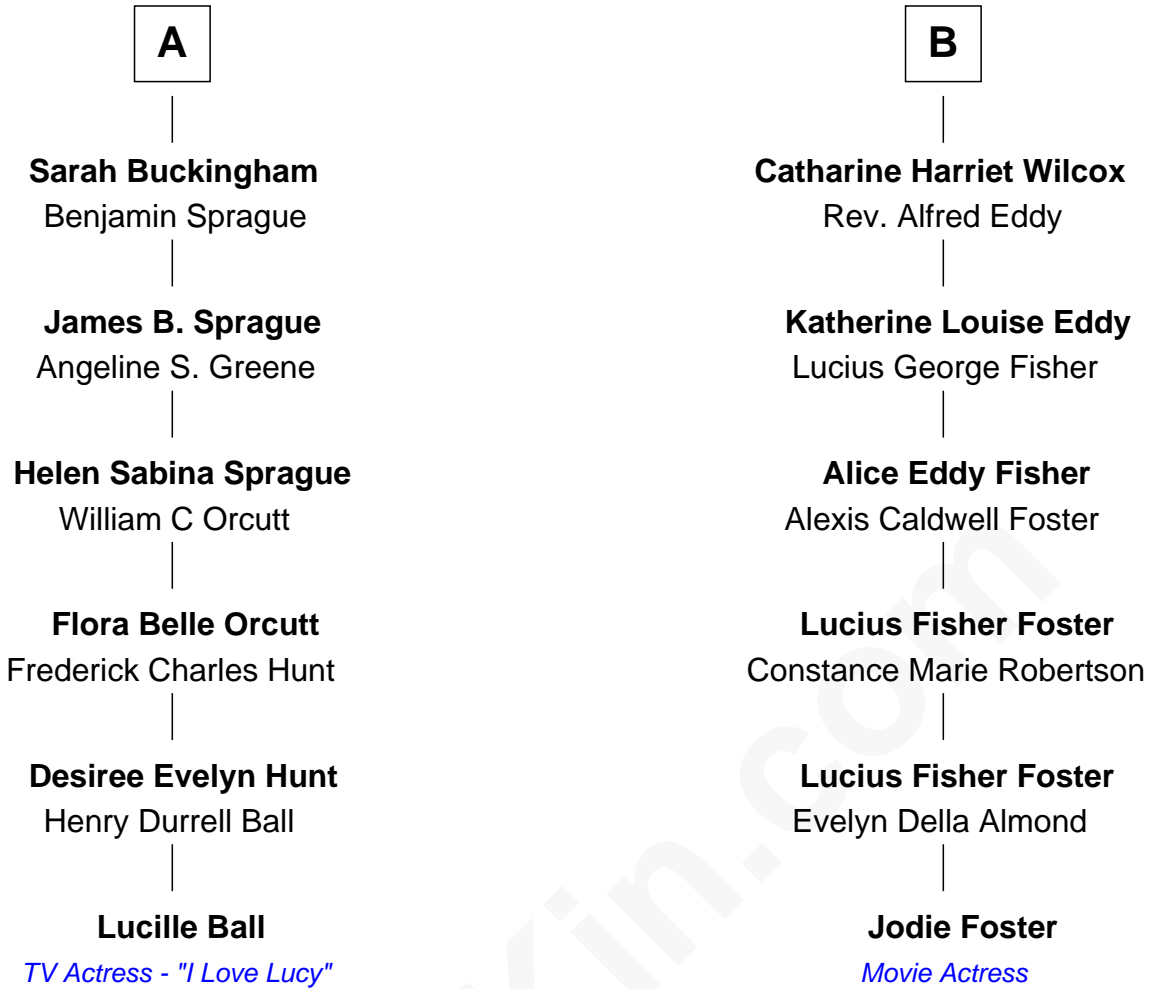 A
Sarah Buckingham
Benjamin Sprague
James B. Sprague
Angeline S. Greene
Helen Sabina Sprague
William C Orcutt
Flora Belle Orcutt
Frederick Charles Hunt
Desiree Evelyn Hunt
Henry Durrell Ball
Lucille Ball
TV Actress - "I Love Lucy"
B
Catharine Harriet Wilcox
Rev. Alfred Eddy
Katherine Louise Eddy
Lucius George Fisher
Alice Eddy Fisher
Alexis Caldwell Foster
Lucius Fisher Foster
Constance Marie Robertson
Lucius Fisher Foster
Evelyn Della Almond
Jodie Foster
Movie Actress
Kin.com